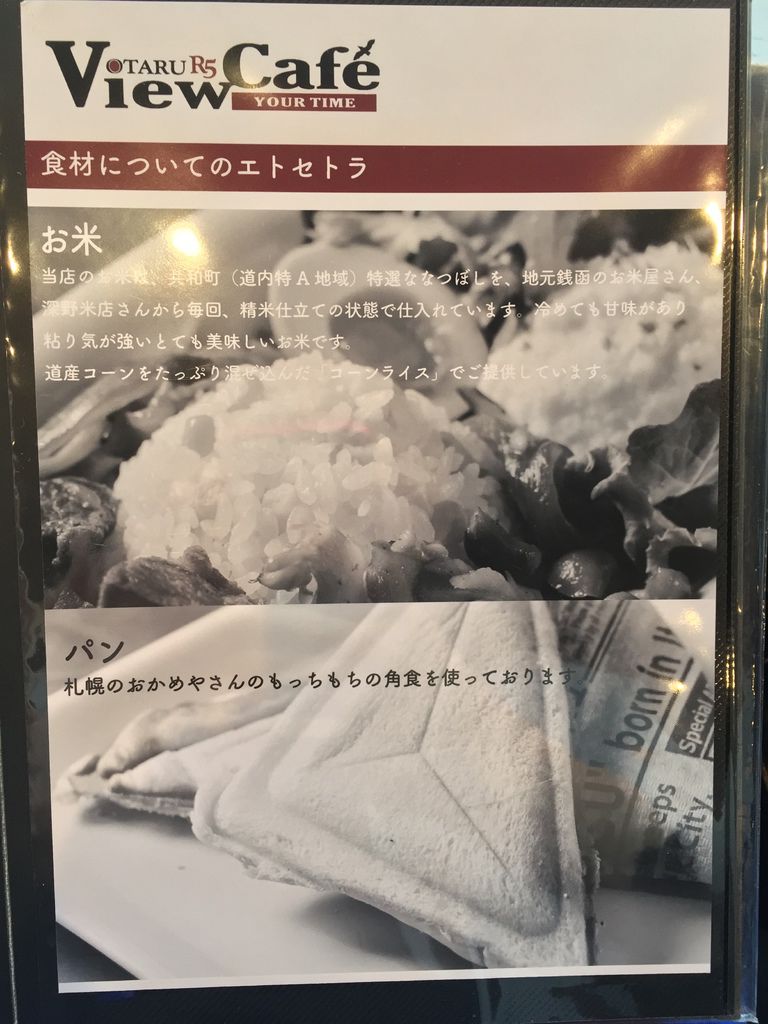 OTARU R5
View Café
YOUR TIME
食材についてのエトセトラ
お米
当店のお米は、共和町（道内特A地域）特選ななつぼしを、地元銭函のお米屋さん、
深野米店さんから毎回、精米仕立ての状態で仕入れています。冷めても甘味があり
粘り気が強いとても美味しいお米です。
道産コーンをたっぷり混ぜ込んだ「コーンライス」でご提供しています。
パン
札幌のおかめやさんのもっちもちの角食を使っております
born in
Special
eps
City,